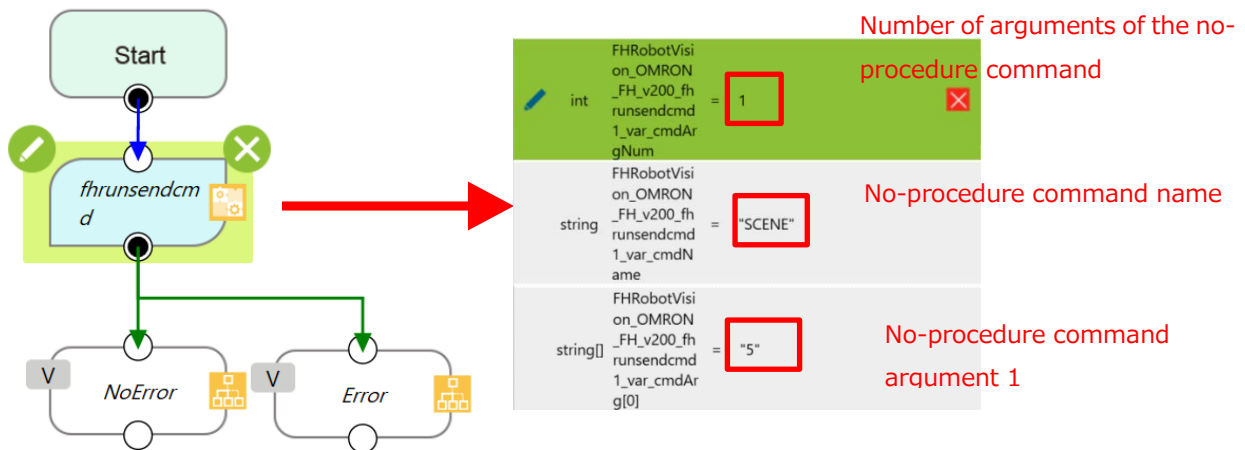 Start
fhrunsendcm
d
V
NoError
V
Error
int
FHRobotVisi
on_OMRON
_FH_v200_fh
runsendcmd
1_var_cmdAr
gNum
=
1
Number of arguments of the no-
procedure command
string
FHRobotVisi
on_OMRON
_FH_v200_fh
runsendcmd
1_var_cmdN
ame
=
"SCENE"
No-procedure command name
string[]
FHRobotVisi
on_OMRON
_FH_v200_fh
runsendcmd
1_var_cmdAr
g[0]
=
"5"
No-procedure command
argument 1